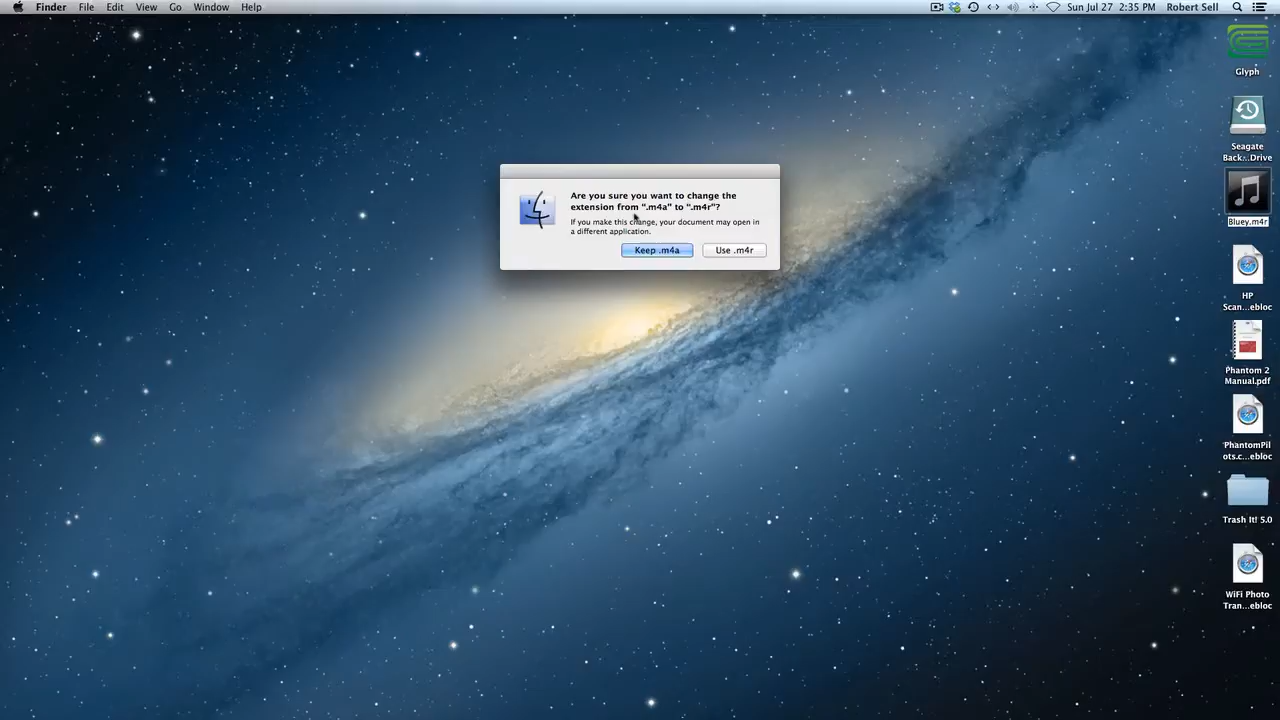 Finder File Edit View Go Window Help
Sun Jul 27 2:35 PM Robert Sell
Are you sure you want to change the
extension from ".m4a" to ".m4r"?
If you make this change, your document may open in
a different application.
Keep .m4a
Use .m4r
Glyph
Seagate
Back...Drive
Bluey.m4r
HP
Scan...ebloc
Phantom 2
Manual.pdf
PhantomPil
ots.c...ebloc
Trash It! 5.0
WiFi Photo
Tran...ebloc